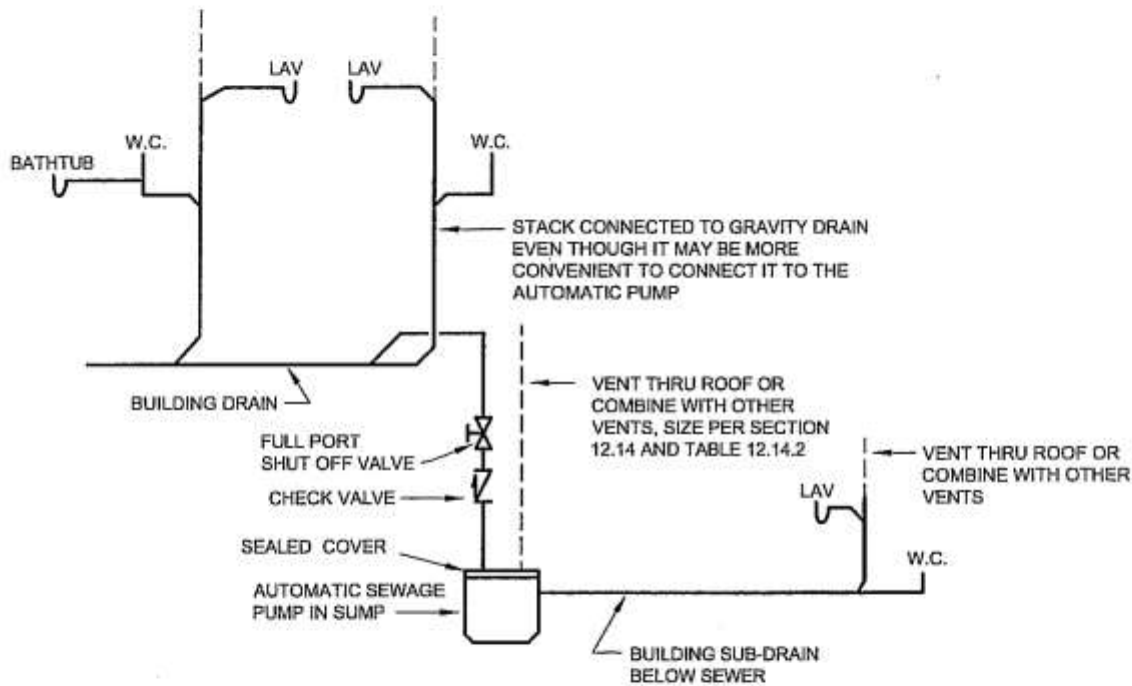 LAV
LAV
W.C.
BATHTUB
W.C.
STACK CONNECTED TO GRAVITY DRAIN
EVEN THOUGH IT MAY BE MORE
CONVENIENT TO CONNECT IT TO THE
AUTOMATIC PUMP
BUILDING DRAIN
VENT THRU ROOF OR
COMBINE WITH OTHER
VENTS, SIZE PER SECTION
12.14 AND TABLE 12.14.2
FULL PORT
SHUT OFF VALVE
CHECK VALVE
SEALED COVER
AUTOMATIC SEWAGE
PUMP IN SUMP
VENT THRU ROOF OR
COMBINE WITH OTHER
VENTS
LAV
W.C.
BUILDING SUB-DRAIN
BELOW SEWER